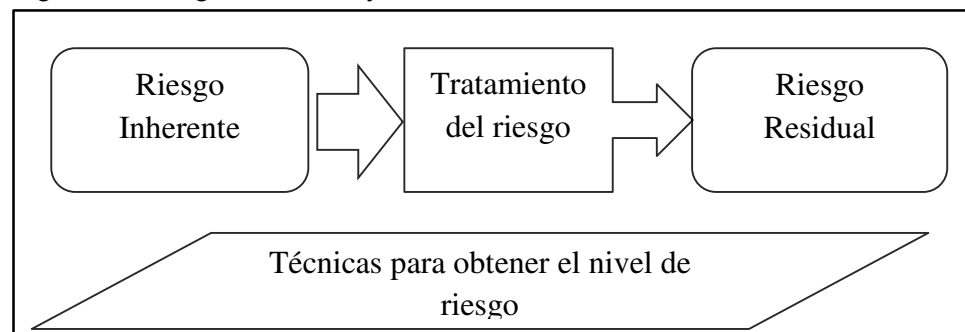 Riesgo
Inherente
Tratamiento
del riesgo
Riesgo
Residual
Técnicas para obtener el nivel de
riesgo